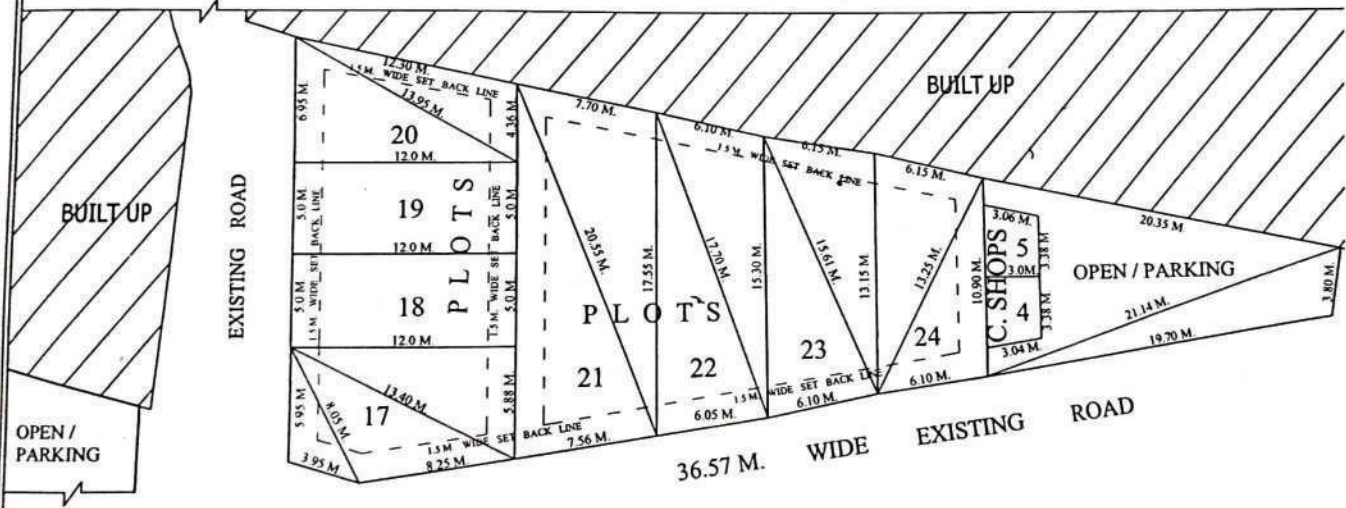 BUILT UP
BUILT UP
OPEN /
PARKING
EXISTING ROAD
12.30 M.
1.5 M. WIDE SET BACK LINE
13.95 M.
6.95 M.
4.36 M
20
12.0 M.
5.0 M.
19
5.0 M.
12.0 M.
1.5 M. WIDE SET BACK LINE
1.5 M. WIDE SET BACK LINE
PLOTS
5.0 M.
18
5.0 M.
12.0 M.
5.95 M.
8.05 M.
13.40 M.
17
5.88 M.
3.95 M
8.25 M.
1.5 M WIDE SET BACK LINE
7.70 M.
6.10 M.
6.15 M.
6.15 M.
1.5 M. WIDE SET BACK LINE
20.55 M.
17.55 M.
17.70 M.
15.30 M.
15.61 M.
13.15 M.
13.25 M.
10.90 M.
PLOT'S
21
22
23
24
1.5 M. WIDE SET BACK LINE
7.56 M.
6.05 M.
6.10 M.
6.10 M.
C. SHOPS
3.06 M.
5
3.38 M
3.0M
4
3.38 M
3.04 M.
20.35 M.
OPEN / PARKING
21.14 M.
3.80 M.
19.70 M.
36.57 M. WIDE EXISTING ROAD